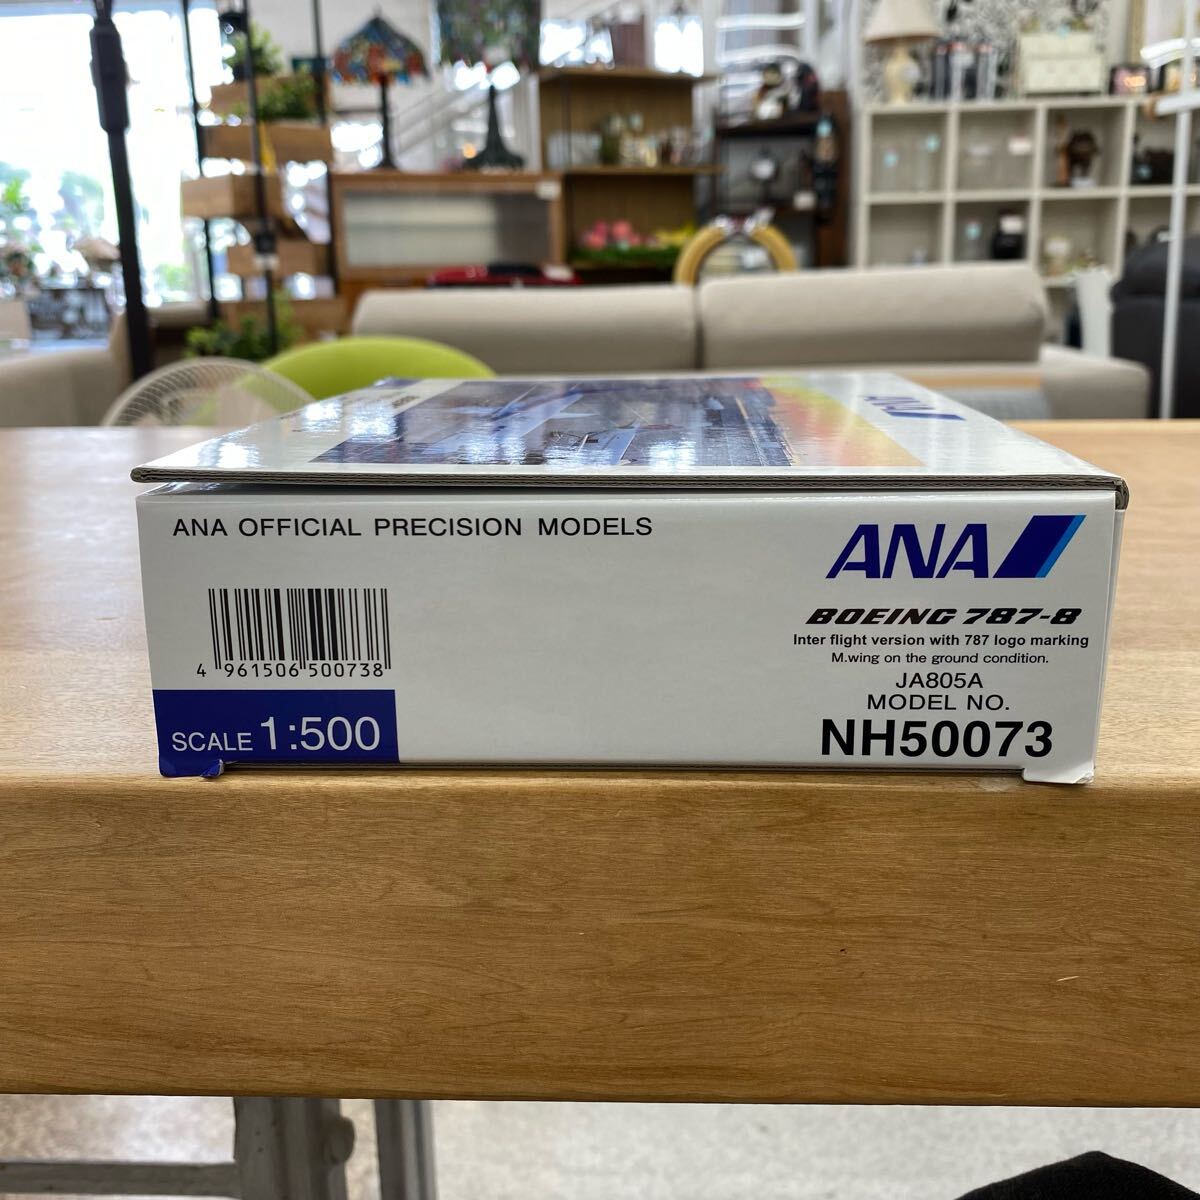 ANA
ANA OFFICIAL PRECISION MODELS
ANA
BOEING 787-8
Inter flight version with 787 logo marking
M.wing on the ground condition.
JA805A
MODEL NO.
NH50073
4 961506 500738
SCALE 1:500